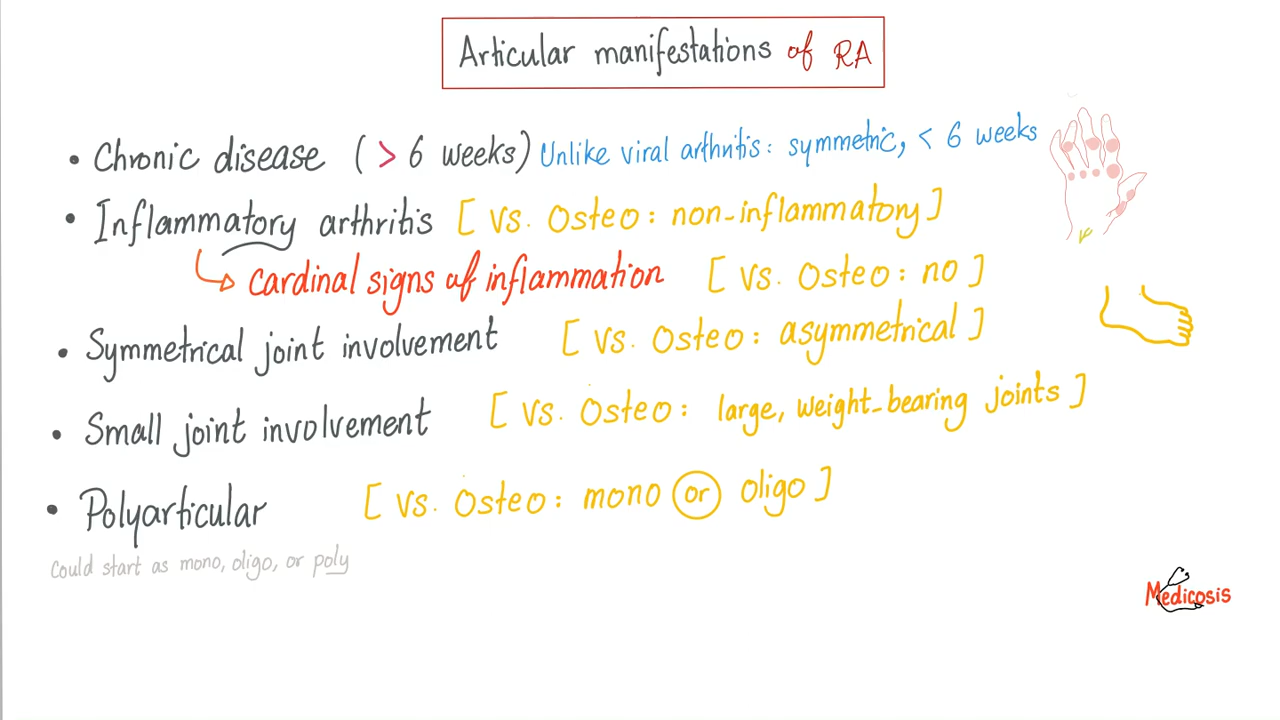 Articular manifestations of RA
• Chronic disease (> 6 weeks) Unlike viral arthritis: symmetric, < 6 weeks
• Inflammatory arthritis [ vs. Osteo: non-inflammatory ]
cardinal signs of inflammation [ vs. Osteo: no ]
• Symmetrical joint involvement [ vs. Osteo: asymmetrical ]
• Small joint involvement [ vs. Osteo: large, weight-bearing joints ]
• Polyarticular [ vs. Osteo: mono or oligo ]
Could start as mono, oligo, or poly
Medicosis